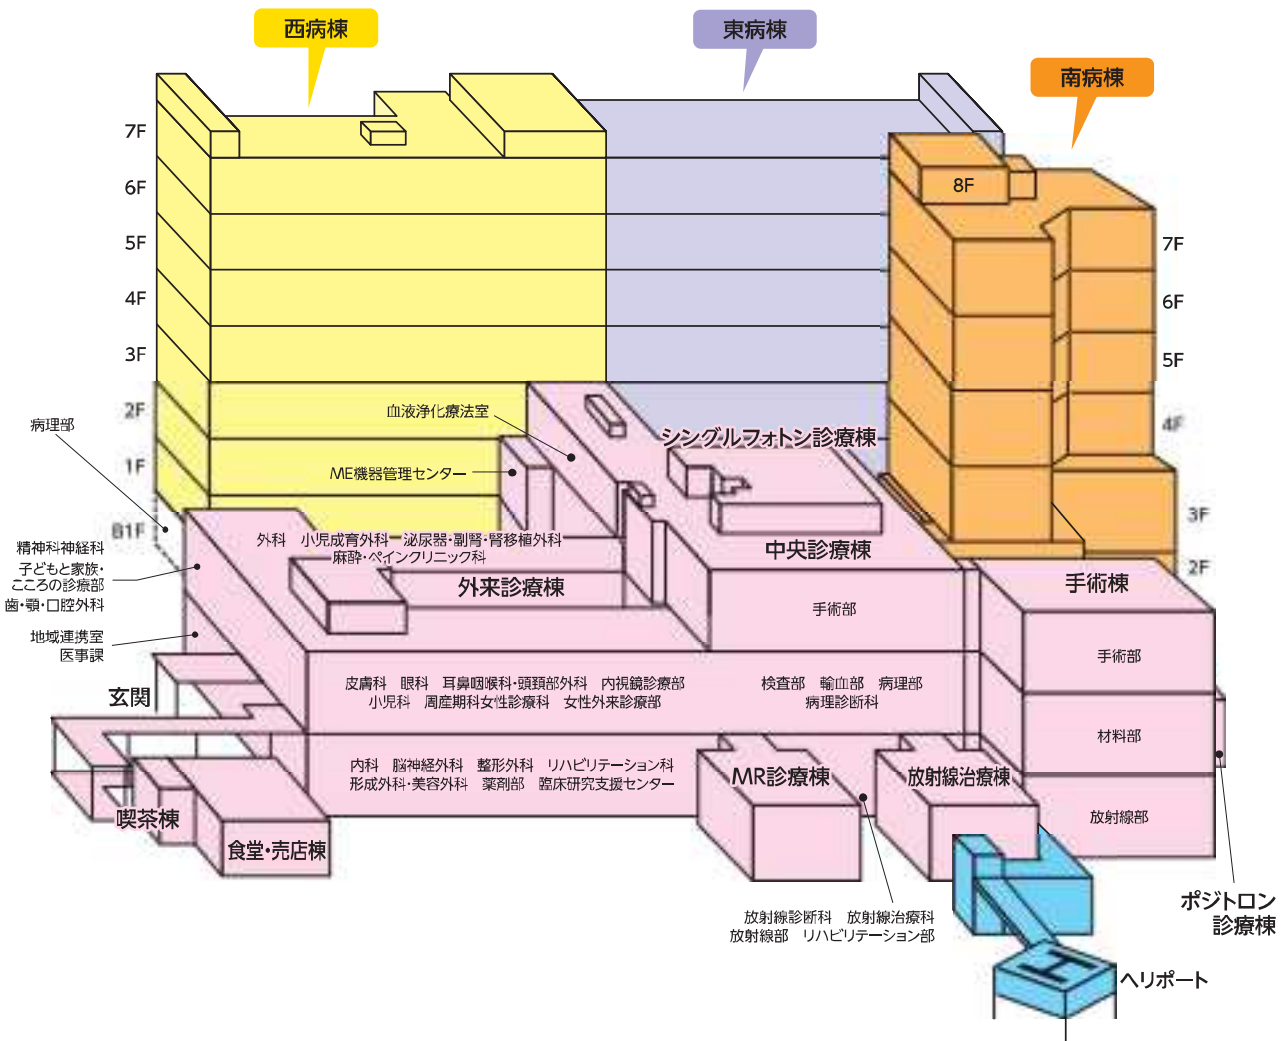 西病棟
東病棟
南病棟
7F
6F
5F
4F
3F
2F
1F
B1F
8F
7F
6F
5F
4F
3F
2F
病理部
血液浄化療法室
ME機器管理センター
シングルフォトン診療棟
精神科神経科
子どもと家族・
こころの診療部
歯・顎・口腔外科
地域連携室
医事課
外科 小児成育外科 泌尿器・副腎・腎移植外科
麻酔・ペインクリニック科
外来診療棟
中央診療棟
手術部
手術棟
手術部
皮膚科 眼科 耳鼻咽喉科・頭頚部外科 内視鏡診療部
小児科 周産期科女性診療科 女性外来診療部
検査部 輸血部 病理部
病理診断科
材料部
玄関
内科 脳神経外科 整形外科 リハビリテーション科
形成外科・美容外科 薬剤部 臨床研究支援センター
MR診療棟
放射線治療棟
放射線部
喫茶棟
食堂・売店棟
放射線診断科 放射線治療科
放射線部 リハビリテーション部
ポジトロン
診療棟
H
ヘリポート